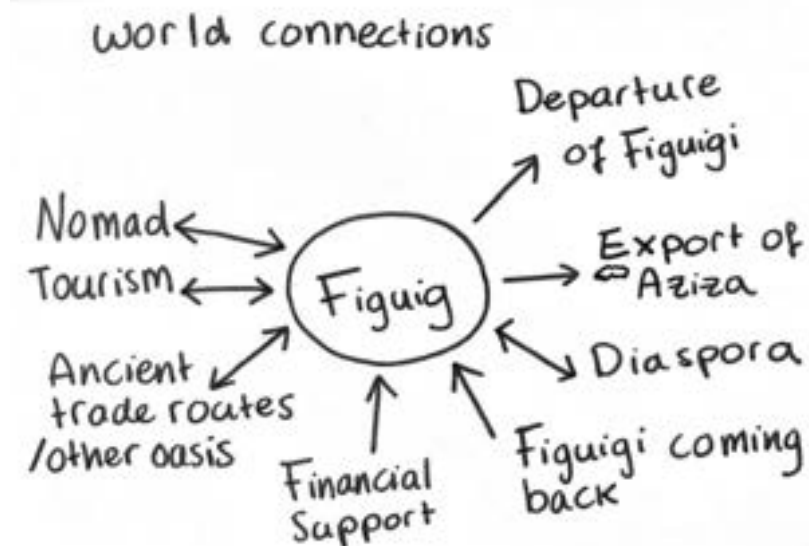 world connections
Departure
of Figuigi
Nomad
Tourism
Figuig
Export of
Aziza
Ancient
trade routes
/other oasis
Diaspora
Financial
Support
Figuigi coming
back